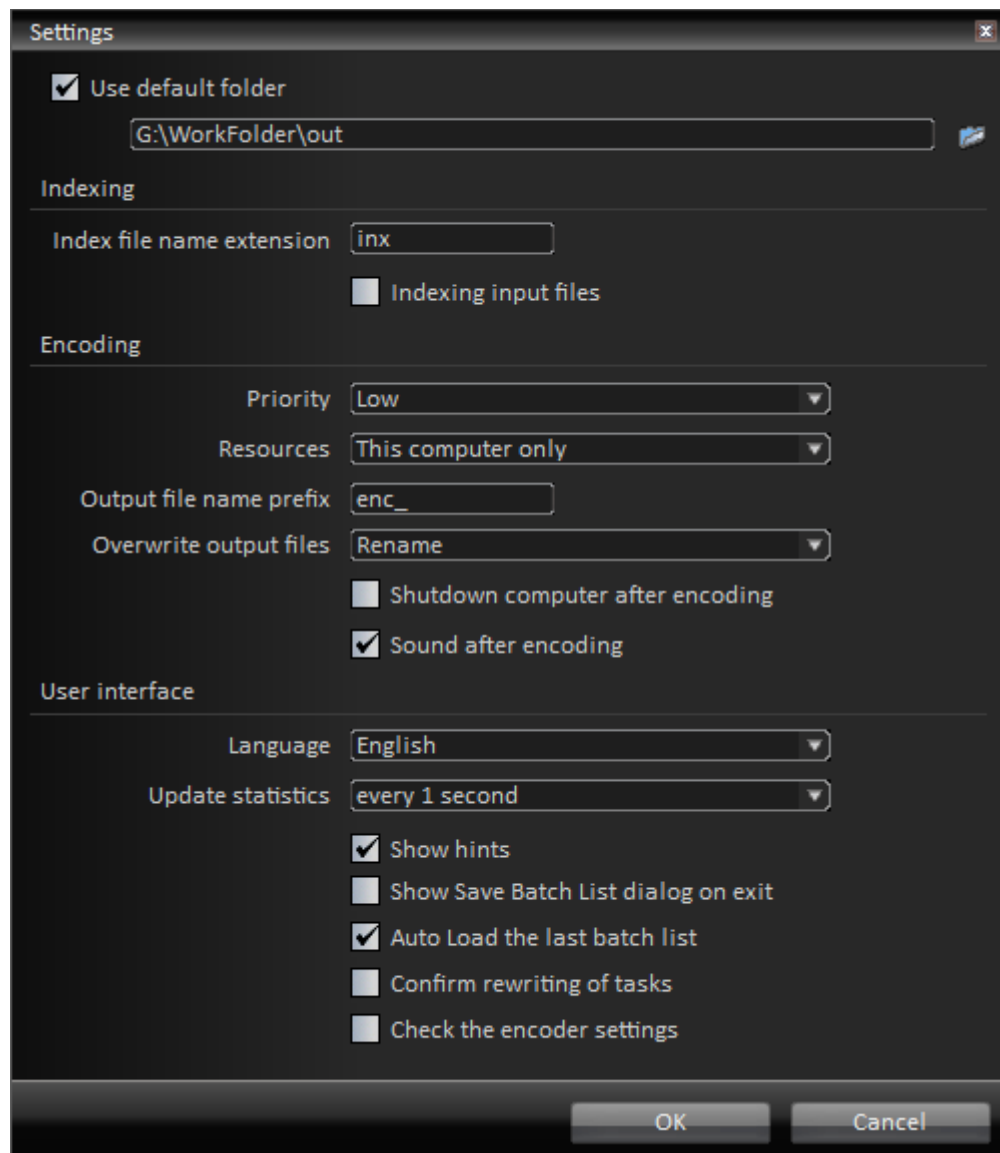 Settings
Use default folder
G:\WorkFolder\out
Indexing
Index file name extension inx
Indexing input files
Encoding
Priority Low
Resources This computer only
Output file name prefix enc_
Overwrite output files Rename
Shutdown computer after encoding
Sound after encoding
User interface
Language English
Update statistics every 1 second
Show hints
Show Save Batch List dialog on exit
Auto Load the last batch list
Confirm rewriting of tasks
Check the encoder settings
OK Cancel